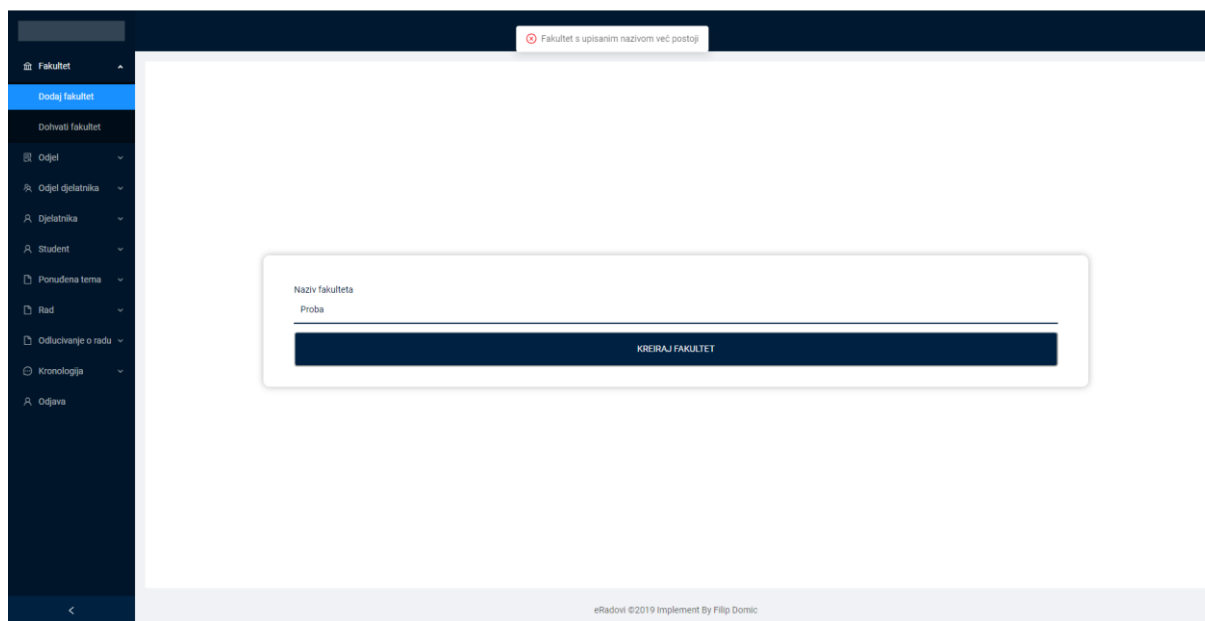 Fakultet s upisanim nazivom već postoji
Fakultet
Dodaj fakultet
Dohvati fakultet
Odjel
Odjel djelatnika
Djelatnika
Student
Ponuđena tema
Rad
Odlucivanje o radu
Kronologija
Odjava
Naziv fakulteta
Proba
KREIRAJ FAKULTET
eRadovi ©2019 Implement By Filip Domic